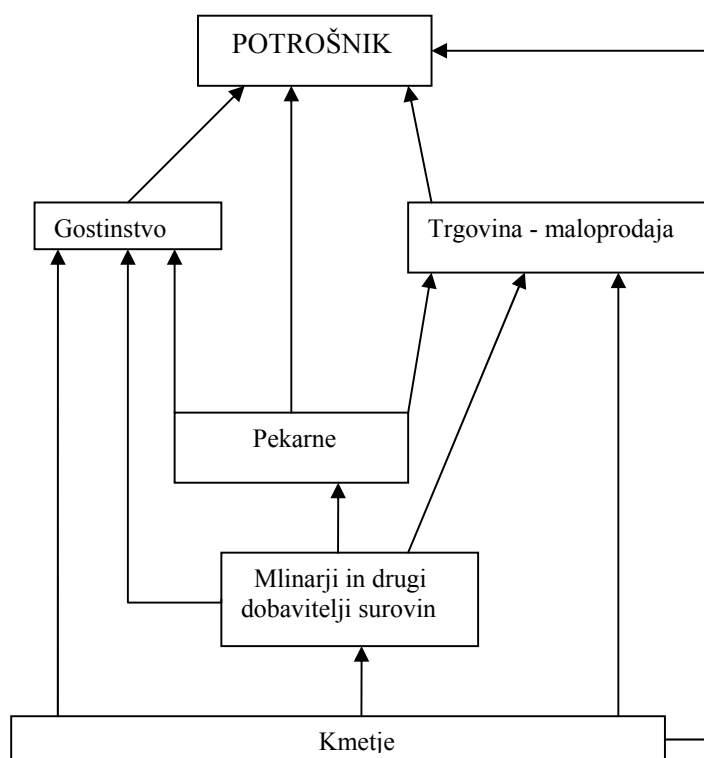 POTROŠNIK
Gostinstvo
Trgovina - maloprodaja
Pekarne
Mlinarji in drugi
dobavitelji surovin
Kmetje